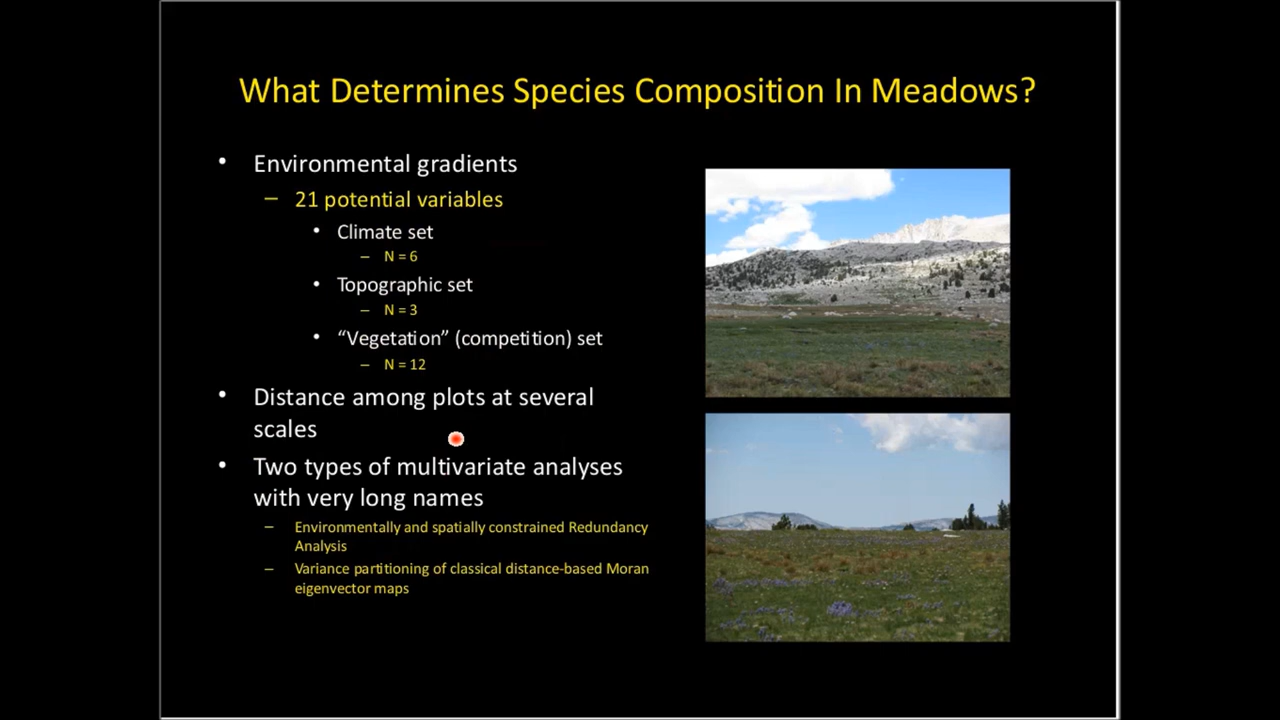 What Determines Species Composition In Meadows?
• Environmental gradients
– 21 potential variables
• Climate set
– N = 6
• Topographic set
– N = 3
• “Vegetation” (competition) set
– N = 12
• Distance among plots at several
scales
• Two types of multivariate analyses
with very long names
– Environmentally and spatially constrained Redundancy
Analysis
– Variance partitioning of classical distance-based Moran
eigenvector maps